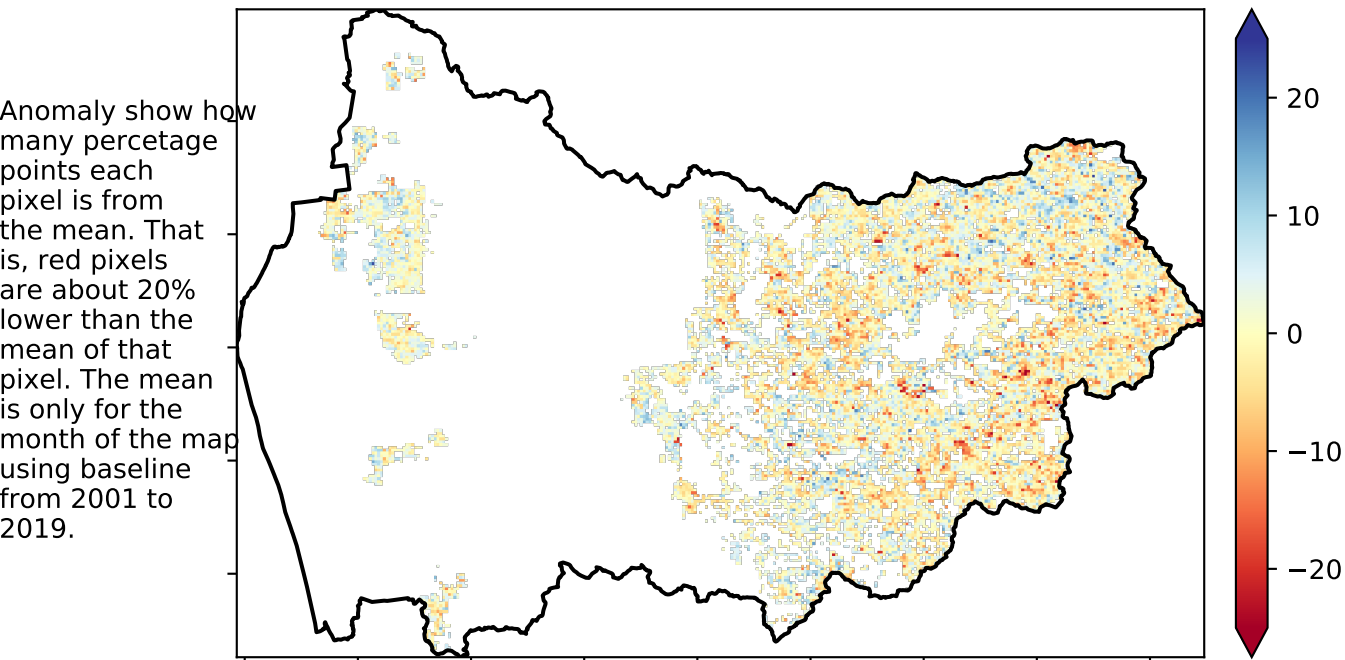 Anomaly show how
many percetage
points each
pixel is from
the mean. That
is, red pixels
are about 20%
lower than the
mean of that
pixel. The mean
is only for the
month of the map
using baseline
from 2001 to
2019.
20
10
0
−10
−20